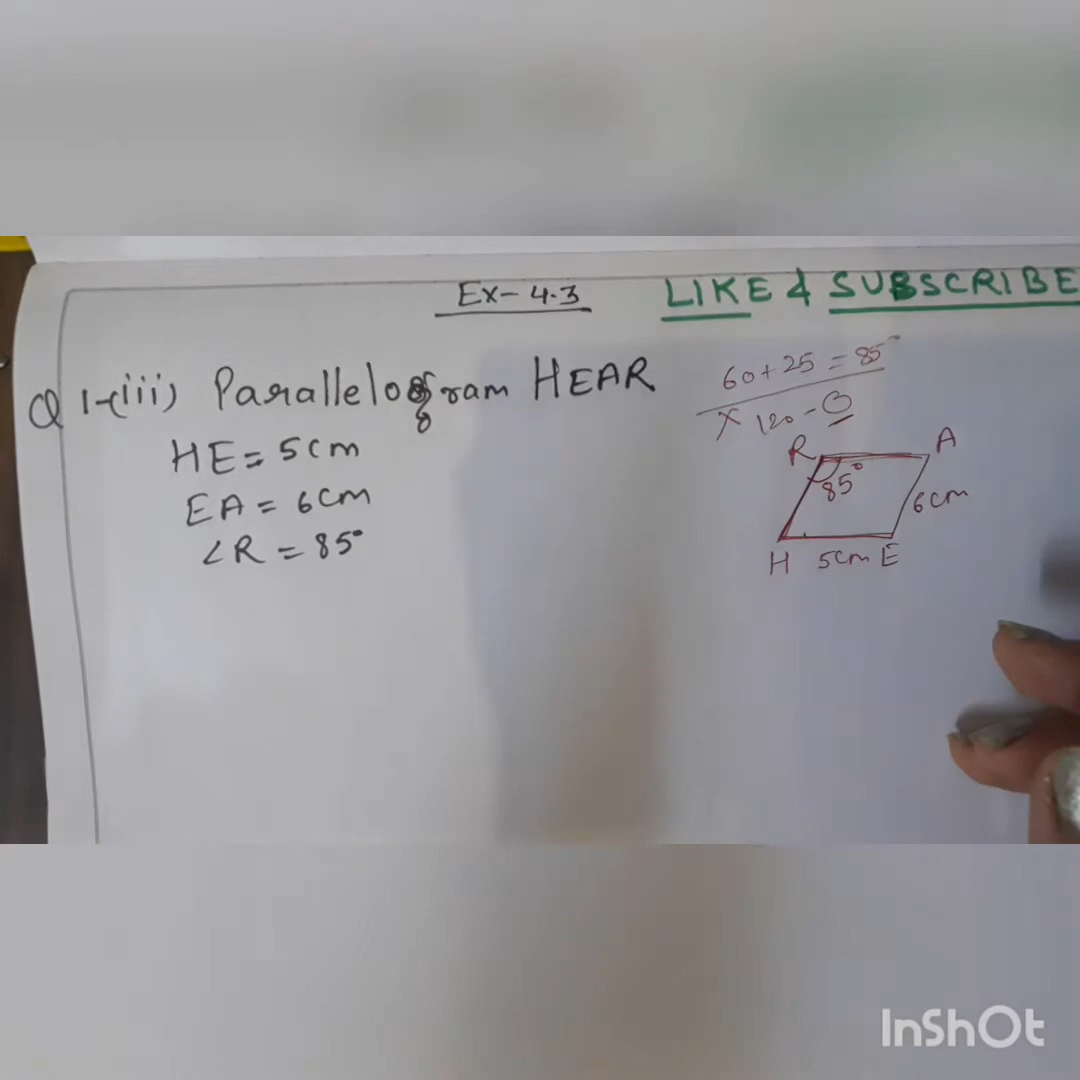 Ex- 4.3 LIKE & SUBSCRIBE
Q 1-(iii) Parallelogram HEAR
HE = 5cm
EA = 6cm
∠R = 85°
60+25 = 85°
X 120 -
R A
85°
6cm
H 5cm E
InShOt